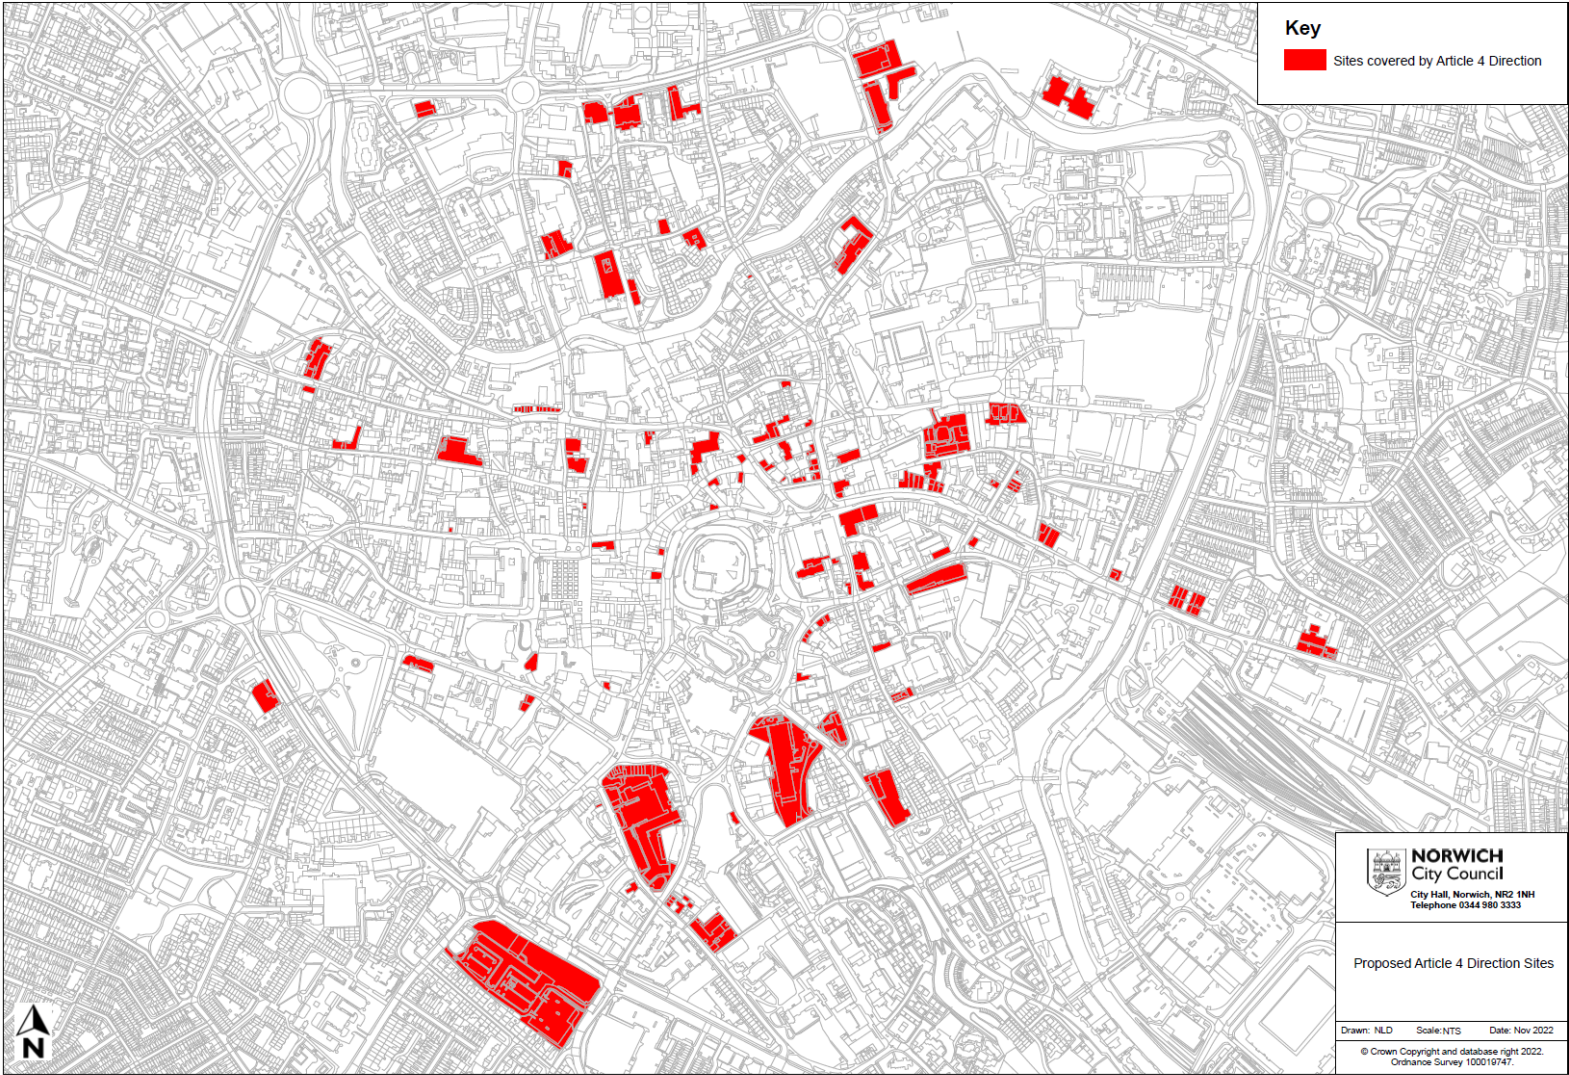 Key
Sites covered by Article 4 Direction
NORWICH
City Council
City Hall, Norwich, NR2 1NH
Telephone 0344 980 3333
Proposed Article 4 Direction Sites
Drawn: NLD Scale: NTS Date: Nov 2022
© Crown Copyright and database right 2022.
Ordnance Survey 100019747.
N